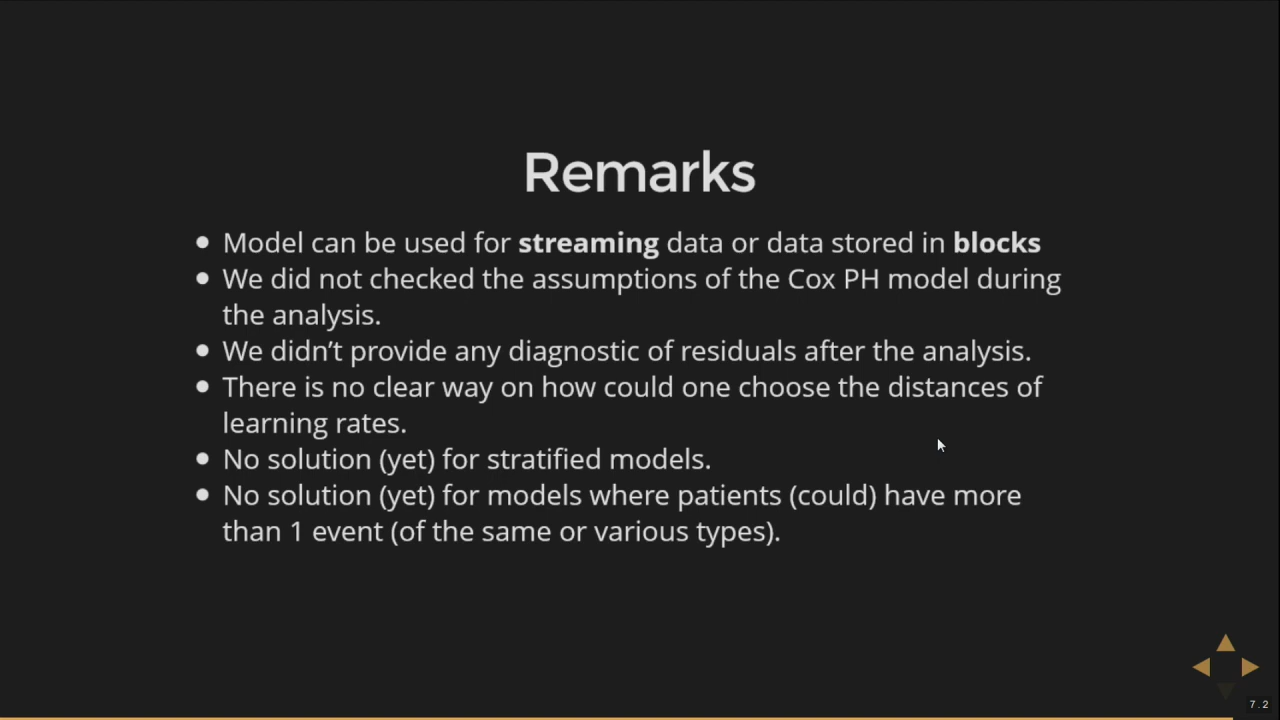 Remarks
Model can be used for streaming data or data stored in blocks
We did not checked the assumptions of the Cox PH model during
the analysis.
We didn’t provide any diagnostic of residuals after the analysis.
There is no clear way on how could one choose the distances of
learning rates.
No solution (yet) for stratified models.
No solution (yet) for models where patients (could) have more
than 1 event (of the same or various types).
7.2